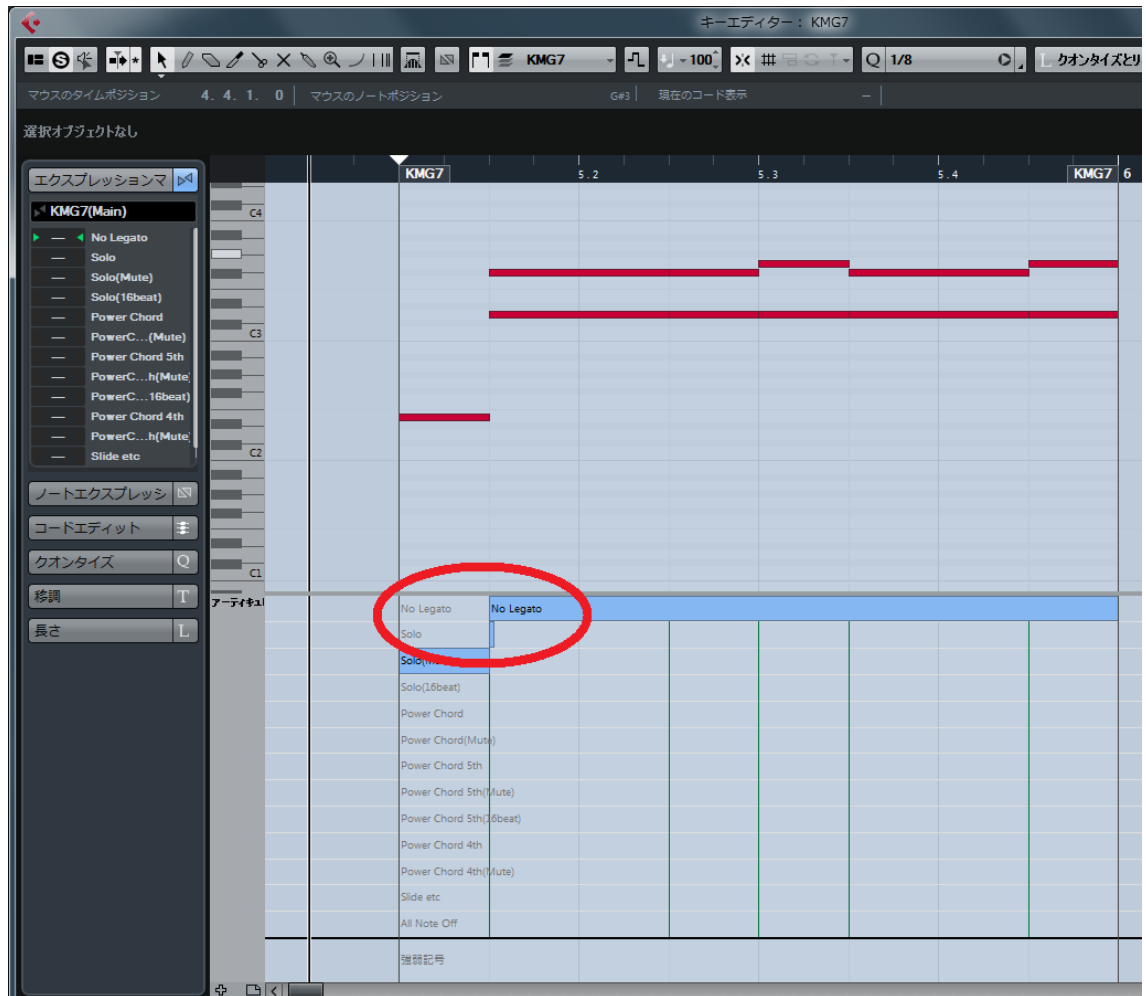 キーエディター： KMG7
KMG7
100
Q 1/8
L クオンタイズとリ
マウスのタイムポジション 4. 4. 1. 0 マウスのノートポジション G#3 現在のコード表示 –
選択オブジェクトなし
エクスプレッションマ
KMG7(Main)
No Legato
Solo
Solo(Mute)
Solo(16beat)
Power Chord
PowerC...(Mute)
Power Chord 5th
PowerC...h(Mute
PowerC...16beat)
Power Chord 4th
PowerC...h(Mute
Slide etc
ノートエクスプレッシ
コードエディット
クオンタイズ Q
移調 T
長さ L
KMG7 5.2 5.3 5.4 KMG7 6
C4
C3
C2
C1
アーティキュ
No Legato No Legato
Solo
Solo(16beat)
Power Chord
Power Chord(Mute)
Power Chord 5th
Power Chord 5th(Mute)
Power Chord 5th(16beat)
Power Chord 4th
Power Chord 4th(Mute)
Slide etc
All Note Off
強弱記号